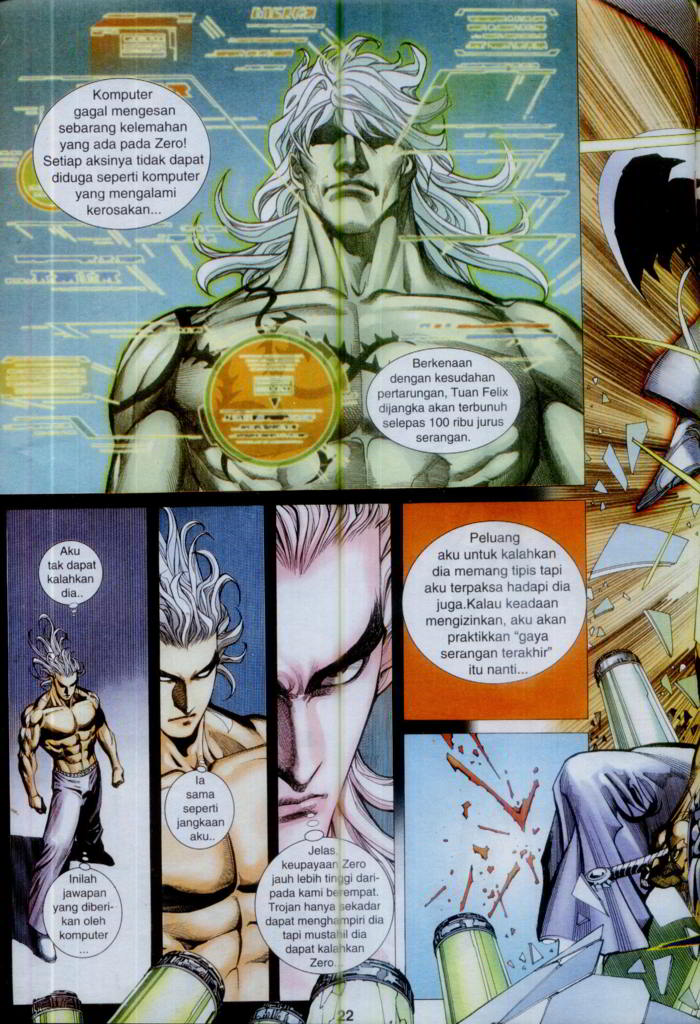 Komputer
gagal mengesan
sebarang kelemahan
yang ada pada Zero!
Setiap aksinya tidak dapat
diduga seperti komputer
yang mengalami
kerosakan...
Berkenaan
dengan kesudahan
pertarungan, Tuan Felix
dijangka akan terbunuh
selepas 100 ribu jurus
serangan.
Aku
tak dapat
kalahkan
dia..
Inilah
jawapan
yang diberi-
kan oleh
komputer
...
Ia
sama
seperti
jangkaan
aku..
Jelas,
keupayaan Zero
jauh lebih tinggi dari-
pada kami berempat.
Trojan hanya sekadar
dapat menghampiri dia
tapi mustahil dia
dapat kalahkan
Zero..
Peluang
aku untuk kalahkan
dia memang tipis tapi
aku terpaksa hadapi dia
juga.Kalau keadaan
mengizinkan, aku akan
praktikkan "gaya
serangan terakhir"
itu nanti...
22